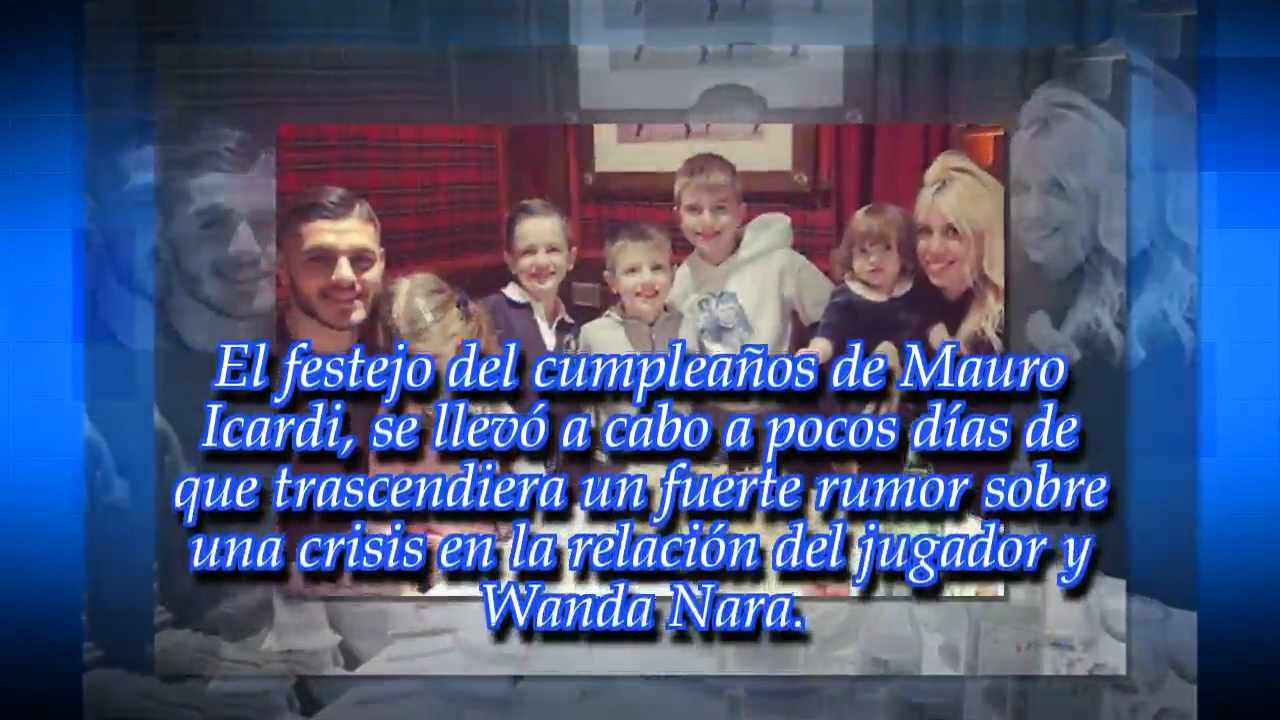 El festejo del cumpleaños de Mauro
Icardi, se llevó a cabo a pocos días de
que trascendiera un fuerte rumor sobre
una crisis en la relación del jugador y
Wanda Nara.